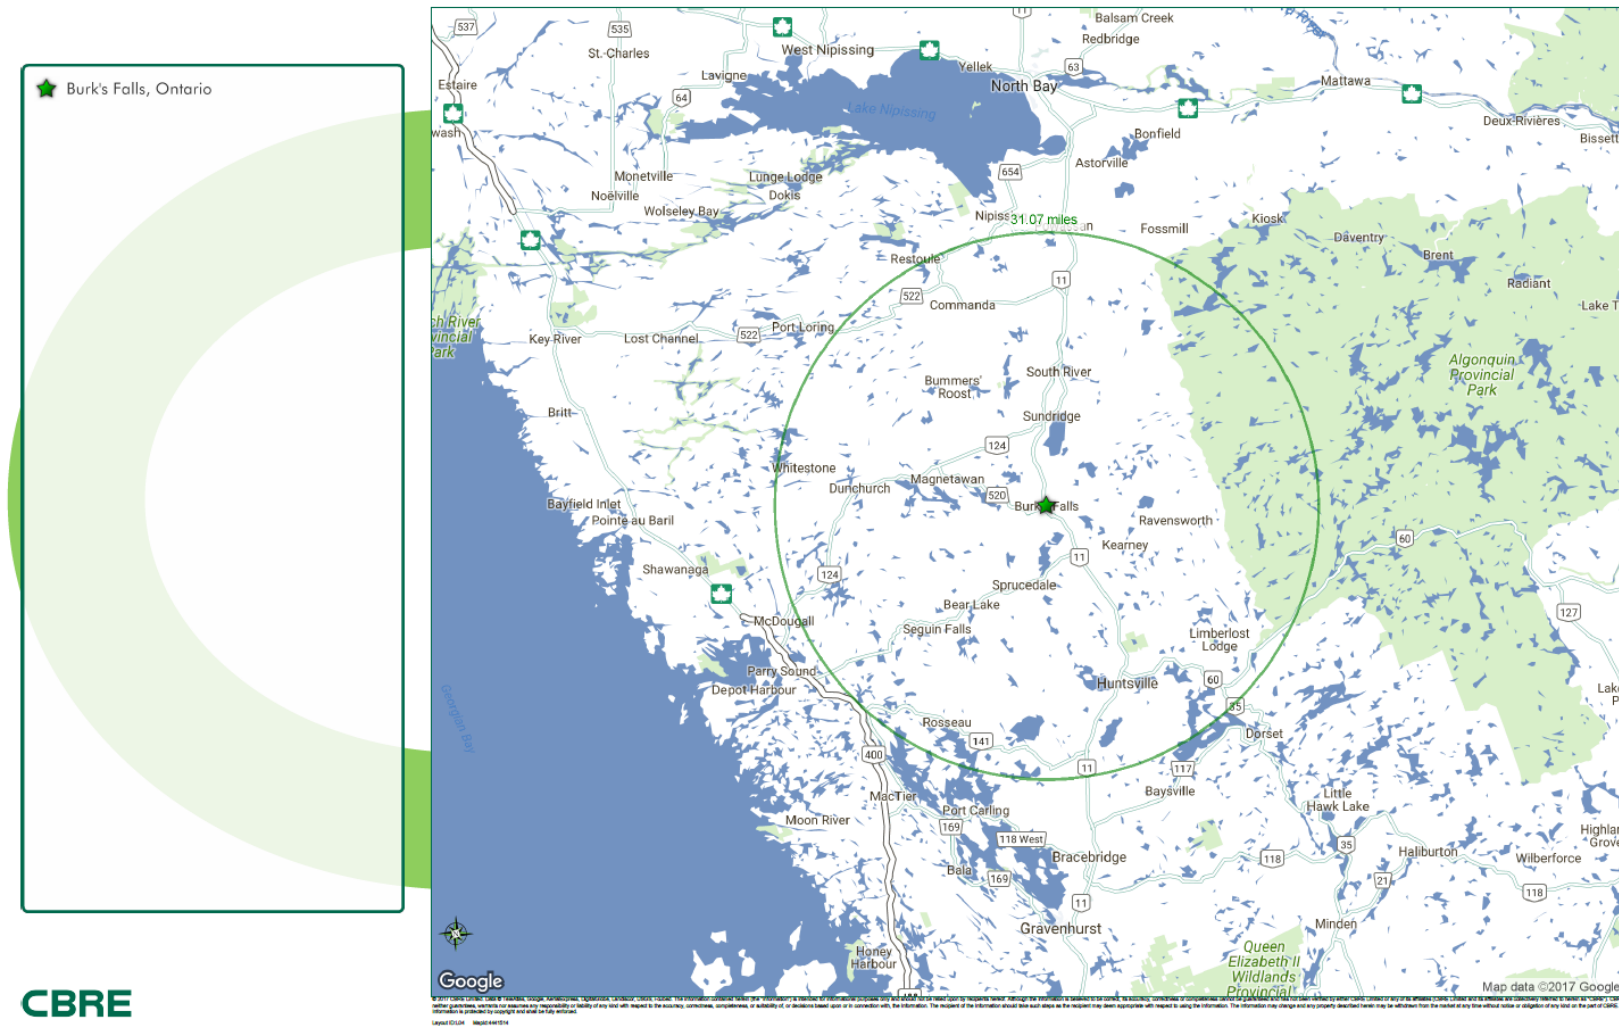 Burk's Falls, Ontario
CBRE
537
535
11
Balsam Creek
Redbridge
St.-Charles
West Nipissing
Yellek
63
Estaire
Lavigne
64
North Bay
Mattawa
Lake Nipissing
Deux-Rivières
Bonfield
Monetville
Lunge Lodge
Dokis
654
Astorville
Noëlville
Wolseley Bay
31.07 miles
Fossmill
Kiosk
Daventry
Brent
Radiant
Restoule
11
522
Commanda
Port Loring
522
Key River
Lost Channel
Algonquin
Provincial
Park
South River
Bummers'
Roost
Sundridge
Britt
124
Whitestone
Dunchurch
Magnetawan
520
Bayfield Inlet
Pointe au Baril
Ravensworth
Kearney
60
11
Shawanaga
124
Sprucedale
Bear Lake
127
McDougall
Seguin Falls
Limberlost
Lodge
Parry Sound
Depot Harbour
Huntsville
60
35
Georgian Bay
Rosseau
141
Dorset
400
11
117
MacTier
Baysville
Port Carling
Little
Hawk Lake
Moon River
169
118 West
35
Bracebridge
118
Haliburton
Wilberforce
Bala
169
21
118
11
Minden
Gravenhurst
Honey
Harbour
Queen
Elizabeth II
Wildlands
Provincial
Google
Map data ©2017 Google